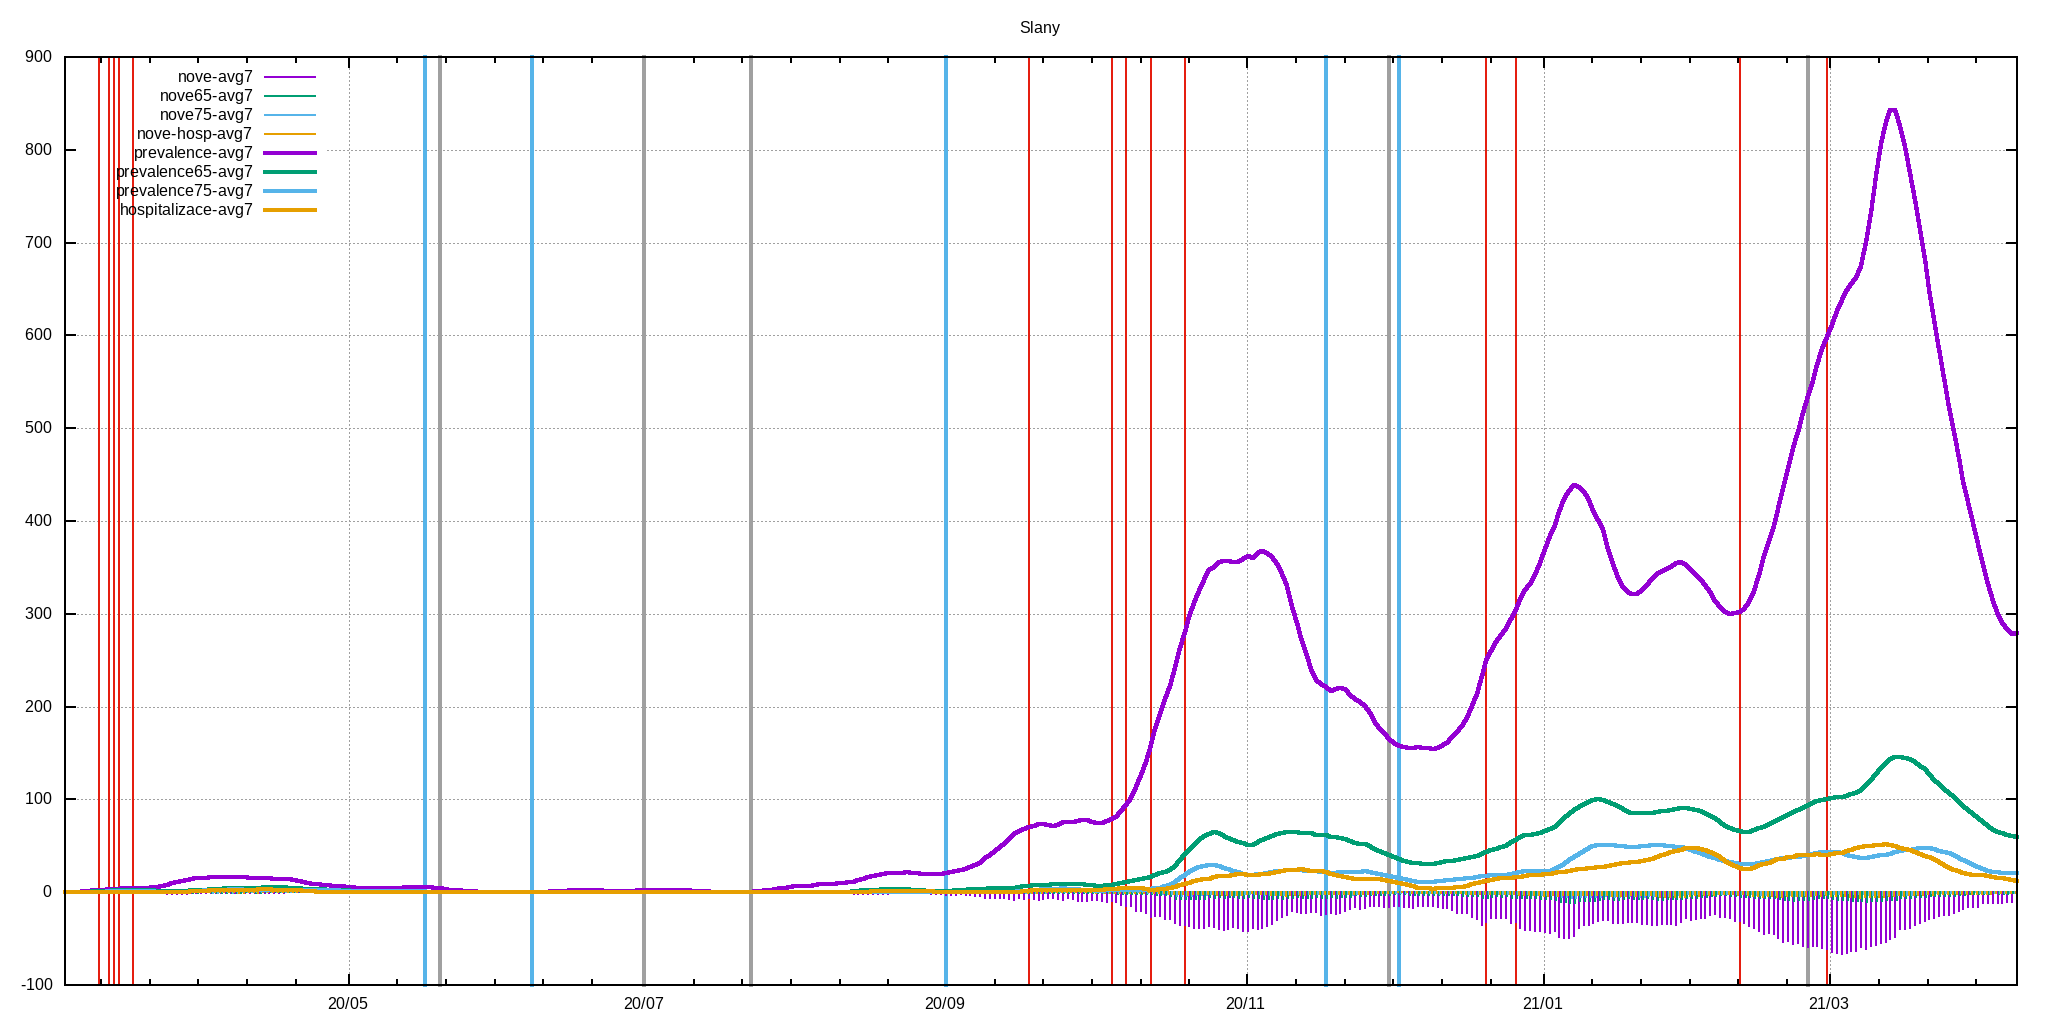 Slany
900
800
700
600
500
400
300
200
100
0
-100
nove-avg7
nove65-avg7
nove75-avg7
nove-hosp-avg7
prevalence-avg7
prevalence65-avg7
prevalence75-avg7
hospitalizace-avg7
20/05
20/07
20/09
20/11
21/01
21/03